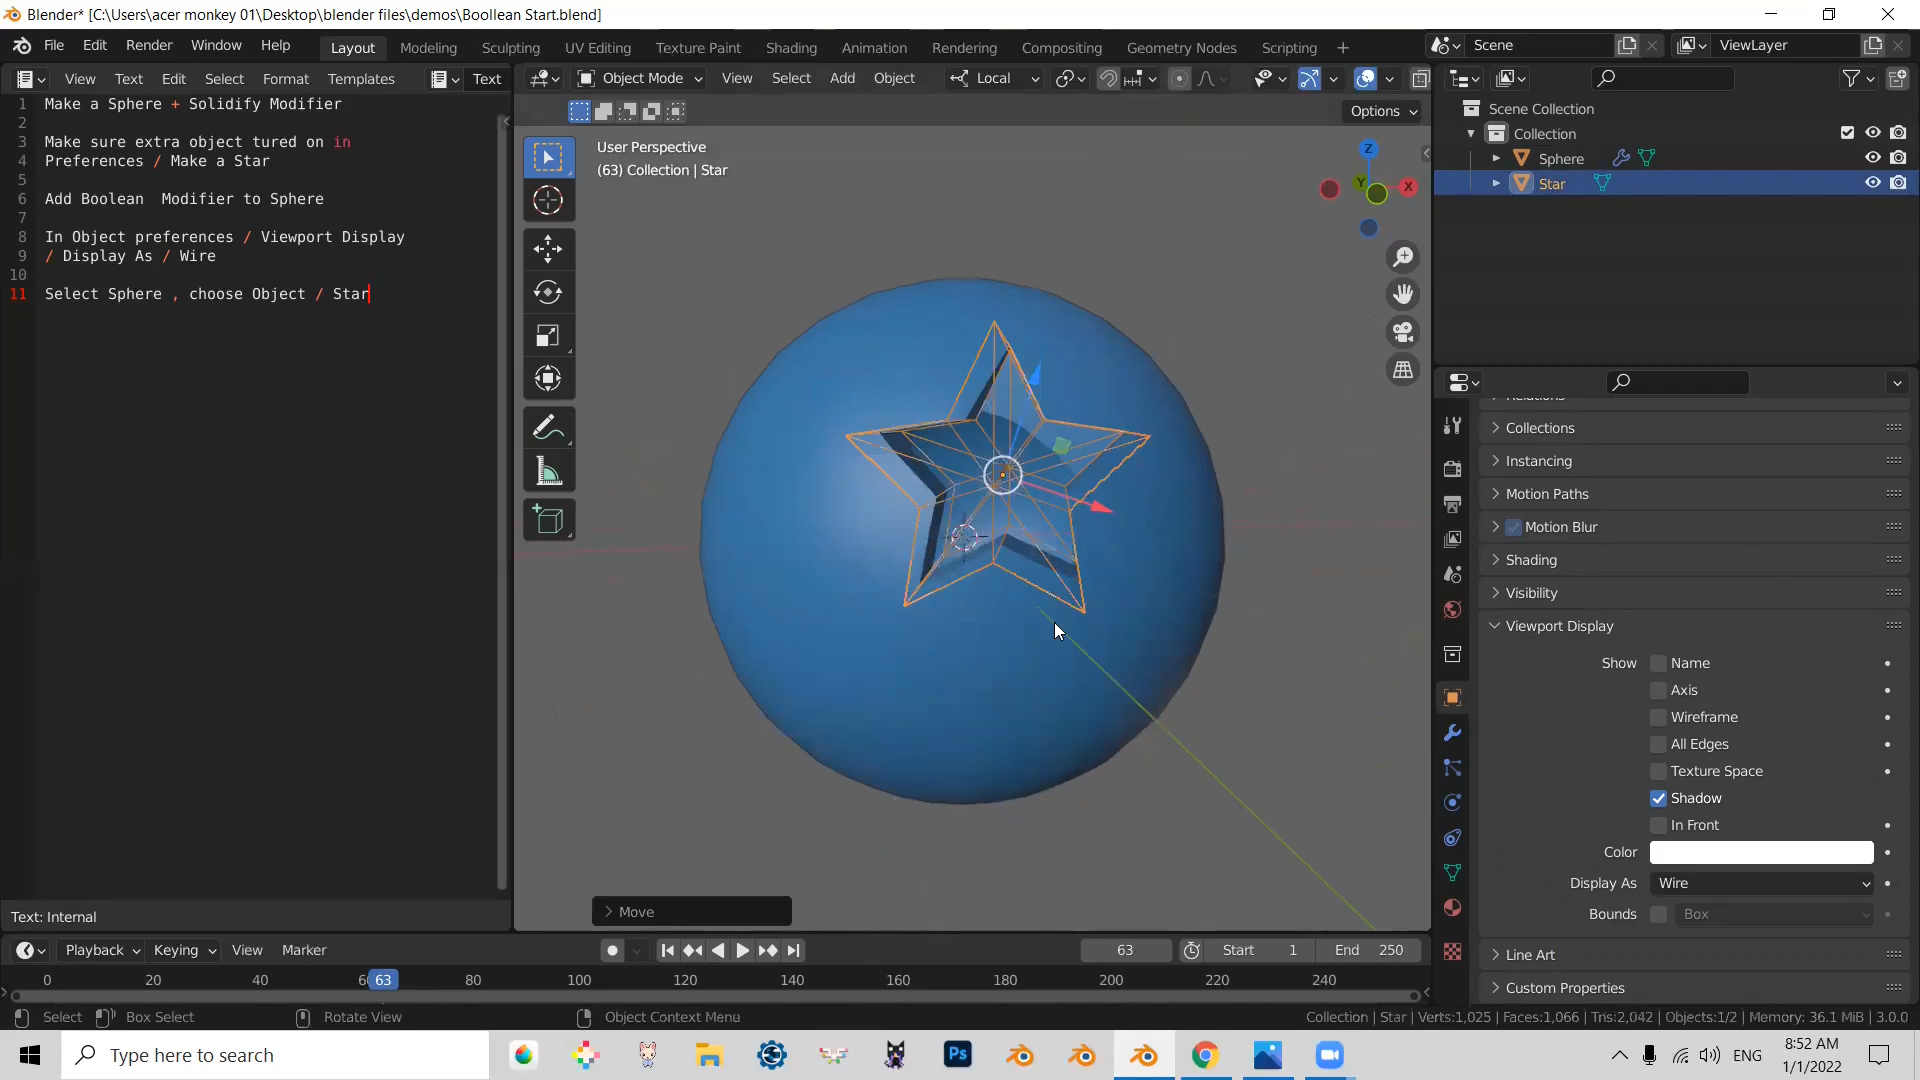 Blender* [C:\Users\acer monkey 01\Desktop\blender files\demos\Boollean Start.blend]
File Edit Render Window Help Layout Modeling Sculpting UV Editing Texture Paint Shading Animation Rendering Compositing Geometry Nodes Scripting + Scene ViewLayer
View Text Edit Select Format Templates Text Object Mode View Select Add Object Local
Options
1 Make a Sphere + Solidify Modifier
2
3 Make sure extra object tured on in
4 Preferences / Make a Star
5
6 Add Boolean  Modifier to Sphere
7
8 In Object preferences / Viewport Display
9 / Display As / Wire
10
11 Select Sphere , choose Object / Star
Text: Internal
User Perspective
(63) Collection | Star
Z
Y X
Move
Scene Collection
Collection
Sphere
Star
Relations
Collections
Instancing
Motion Paths
Motion Blur
Shading
Visibility
Viewport Display
Show Name
Axis
Wireframe
All Edges
Texture Space
Shadow
In Front
Color
Display As Wire
Bounds Box
Line Art
Custom Properties
Playback Keying View Marker 63 Start 1 End 250
0 20 40 6 63 80 100 120 140 160 180 200 220 240
Select Box Select Rotate View Object Context Menu Collection | Star | Verts:1,025 | Faces:1,066 | Tris:2,042 | Objects:1/2 | Memory: 36.1 MiB | 3.0.0
Type here to search Ps ENG 8:52 AM
1/1/2022